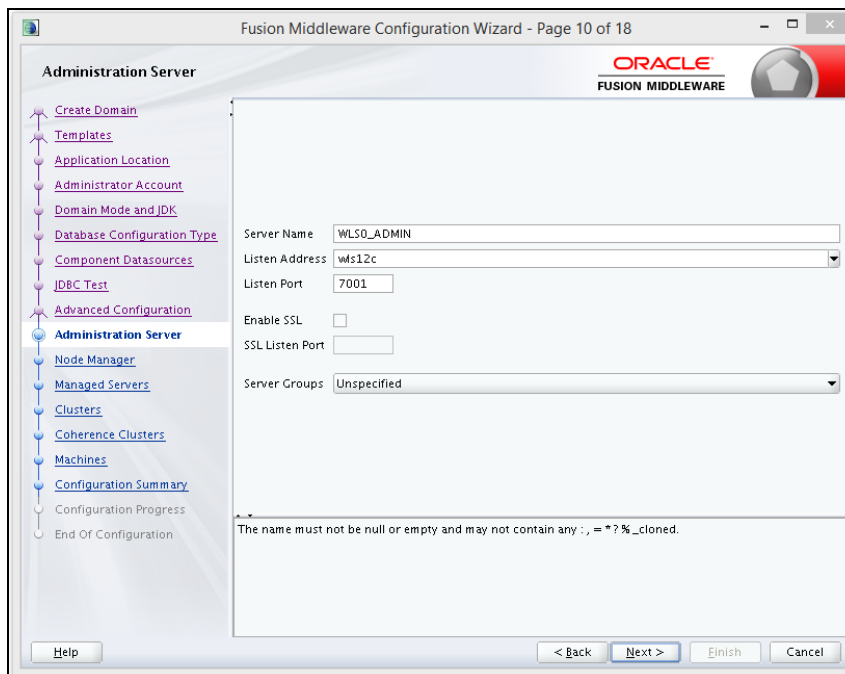 Fusion Middleware Configuration Wizard - Page 10 of 18
Administration Server
ORACLE
FUSION MIDDLEWARE
Create Domain
Templates
Application Location
Administrator Account
Domain Mode and JDK
Database Configuration Type
Component Datasources
JDBC Test
Advanced Configuration
Administration Server
Node Manager
Managed Servers
Clusters
Coherence Clusters
Machines
Configuration Summary
Configuration Progress
End Of Configuration
Server Name WLS0_ADMIN
Listen Address wls12c
Listen Port 7001
Enable SSL
SSL Listen Port
Server Groups Unspecified
The name must not be null or empty and may not contain any : , = * ? % _cloned.
Help < Back Next > Finish Cancel